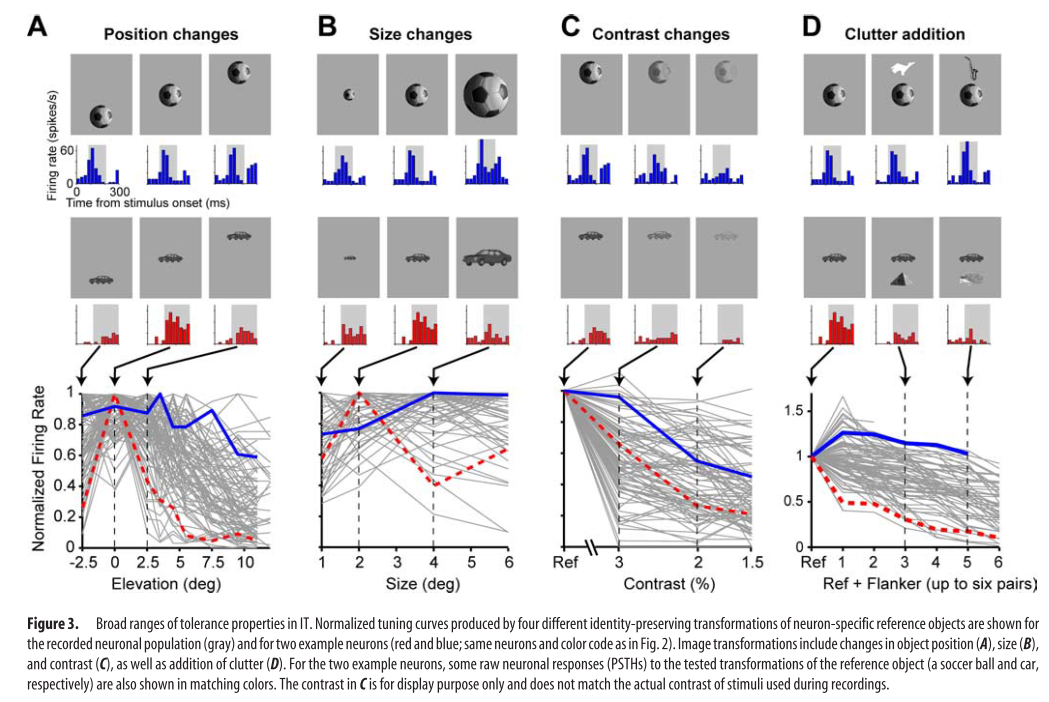 A Position changes
B Size changes
C Contrast changes
D Clutter addition
Firing rate (spikes/s)
60
0
0 300
Time from stimulus onset (ms)
Normalized Firing Rate
1
0.8
0.6
0.4
0.2
0
-2.5 0 2.5 5 7.5 10
Elevation (deg)
1 2 3 4 5 6
Size (deg)
Ref 3 2 1.5
Contrast (%)
1.5
1
0.5
0
Ref 1 2 3 4 5 6
Ref + Flanker (up to six pairs)
Figure 3. Broad ranges of tolerance properties in IT. Normalized tuning curves produced by four different identity-preserving transformations of neuron-specific reference objects are shown for
the recorded neuronal population (gray) and for two example neurons (red and blue; same neurons and color code as in Fig. 2). Image transformations include changes in object position (A), size (B),
and contrast (C), as well as addition of clutter (D). For the two example neurons, some raw neuronal responses (PSTHs) to the tested transformations of the reference object (a soccer ball and car,
respectively) are also shown in matching colors. The contrast in C is for display purpose only and does not match the actual contrast of stimuli used during recordings.